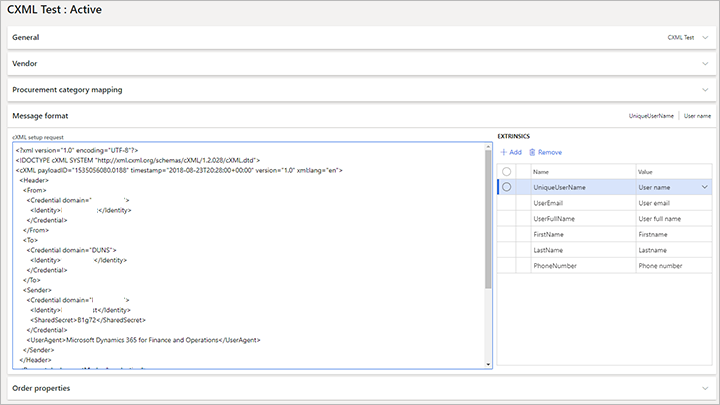 CXML Test : Active
General
CXML Test
Vendor
Procurement category mapping
Message format
UniqueUserName
User name
cXML setup request
<?xml version="1.0" encoding="UTF-8"?>
<!DOCTYPE cXML SYSTEM "http://xml.cxml.org/schemas/cXML/1.2.028/cXML.dtd">
<cXML payloadID="1535056080.0188" timestamp="2018-08-23T20:28:00+00:00" version="1.0" xml:lang="en">
<Header>
<From>
<Credential domain=" ">
<Identity> </Identity>
</Credential>
</From>
<To>
<Credential domain="DUNS">
<Identity> </Identity>
</Credential>
</To>
<Sender>
<Credential domain=" ">
<Identity> </Identity>
<SharedSecret>B1g72</SharedSecret>
</Credential>
<UserAgent>Microsoft Dynamics 365 for Finance and Operations</UserAgent>
</Sender>
</Header>
EXTRINSICS
+ Add Remove
Name Value
UniqueUserName User name
UserEmail User email
UserFullName User full name
FirstName Firstname
LastName Lastname
PhoneNumber Phone number
Order properties